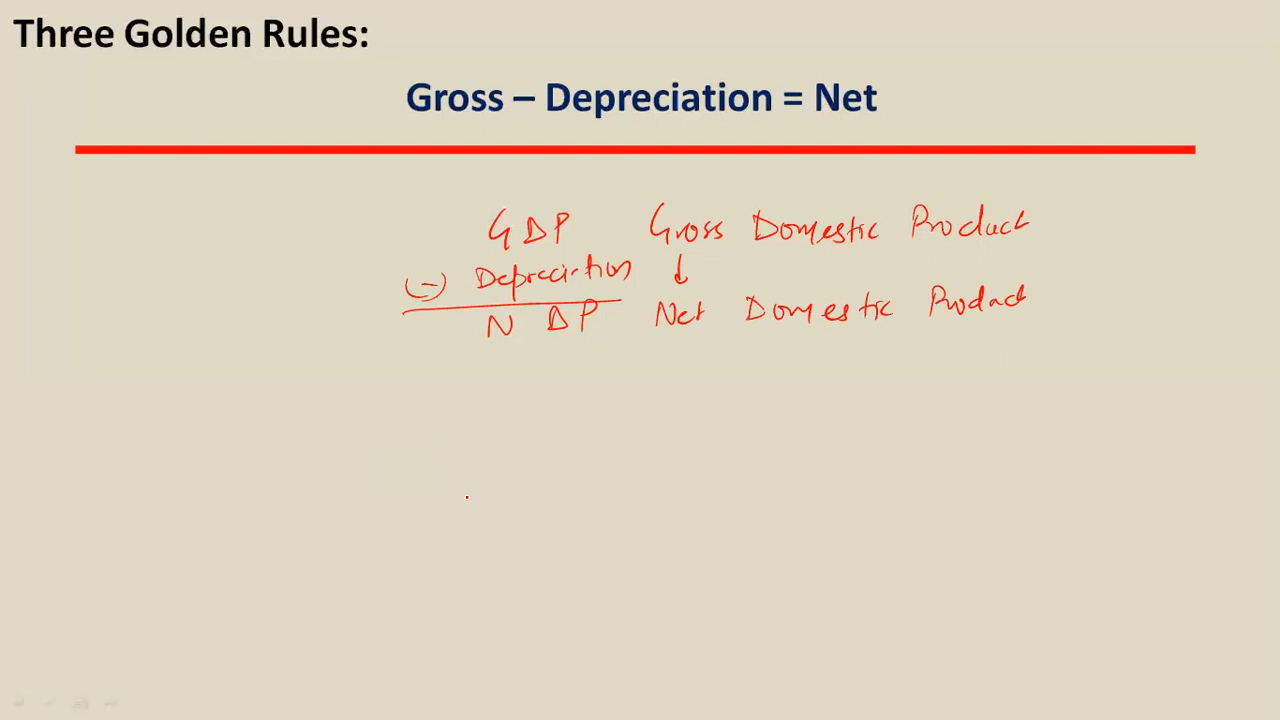 Three Golden Rules:
Gross – Depreciation = Net
GDP Gross Domestic Product
(-) Depreciation ↓
NDP Net Domestic Product